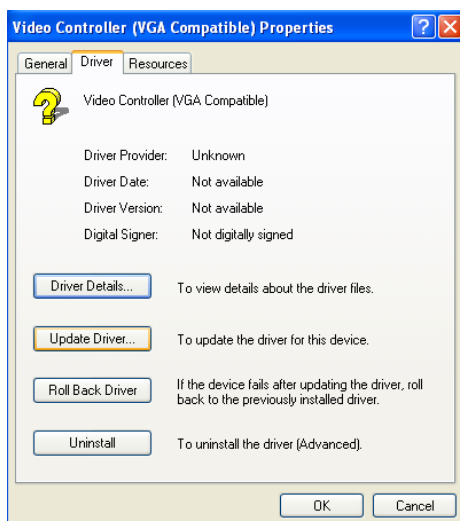 Video Controller (VGA Compatible) Properties
General Driver Resources
Video Controller (VGA Compatible)
Driver Provider: Unknown
Driver Date: Not available
Driver Version: Not available
Digital Signer: Not digitally signed
Driver Details... To view details about the driver files.
Update Driver... To update the driver for this device.
Roll Back Driver If the device fails after updating the driver, roll
back to the previously installed driver.
Uninstall To uninstall the driver (Advanced).
OK Cancel